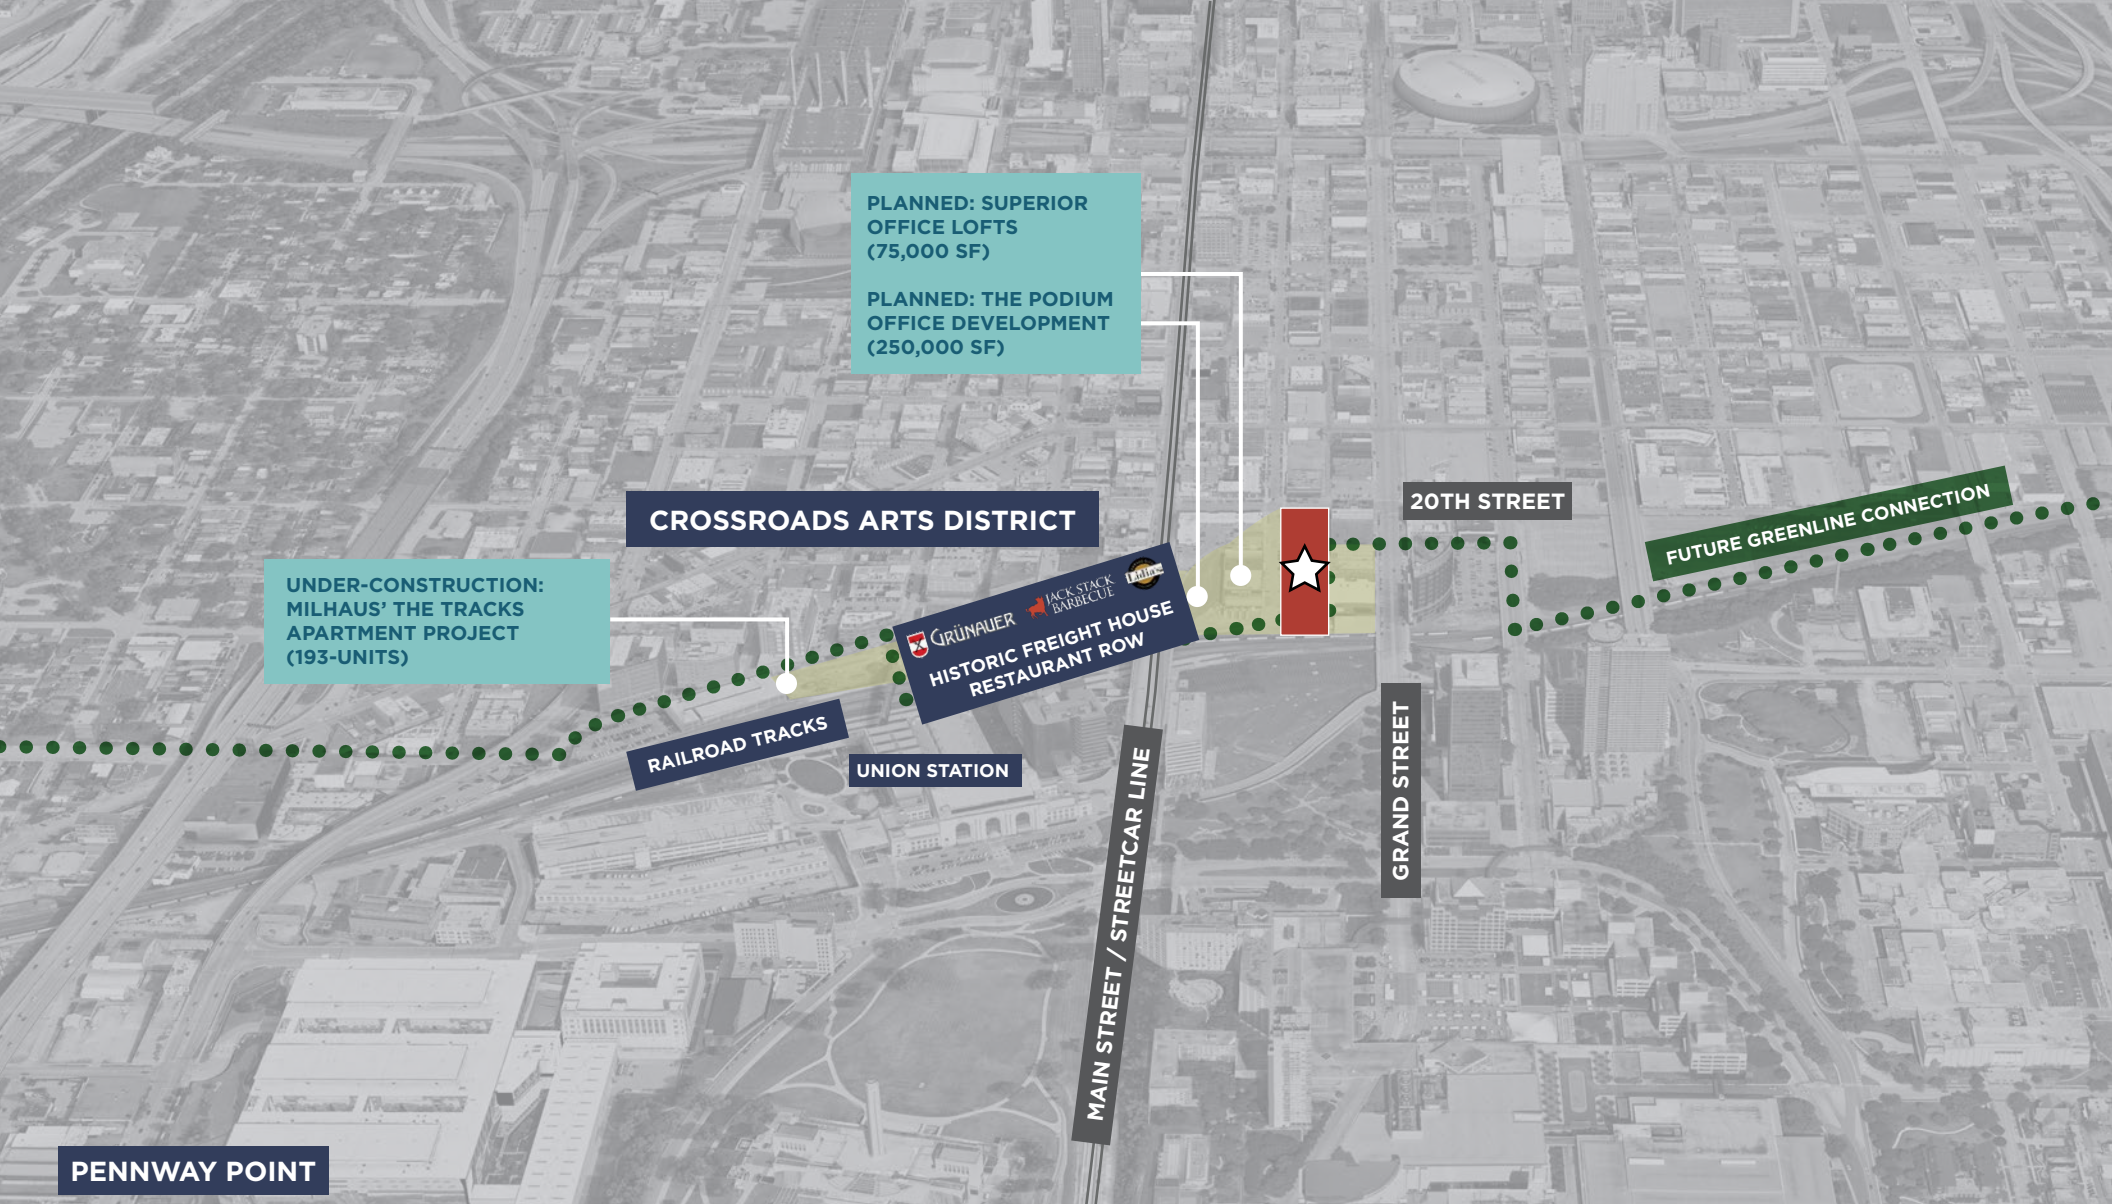 PLANNED: SUPERIOR
OFFICE LOFTS
(75,000 SF)
PLANNED: THE PODIUM
OFFICE DEVELOPMENT
(250,000 SF)
CROSSROADS ARTS DISTRICT
20TH STREET
FUTURE GREENLINE CONNECTION
UNDER-CONSTRUCTION:
MILHAUS’ THE TRACKS
APARTMENT PROJECT
(193-UNITS)
GRÜNAUER
JACK STACK
BARBECUE
Lidia's
HISTORIC FREIGHT HOUSE
RESTAURANT ROW
RAILROAD TRACKS
UNION STATION
GRAND STREET
MAIN STREET / STREETCAR LINE
PENNWAY POINT